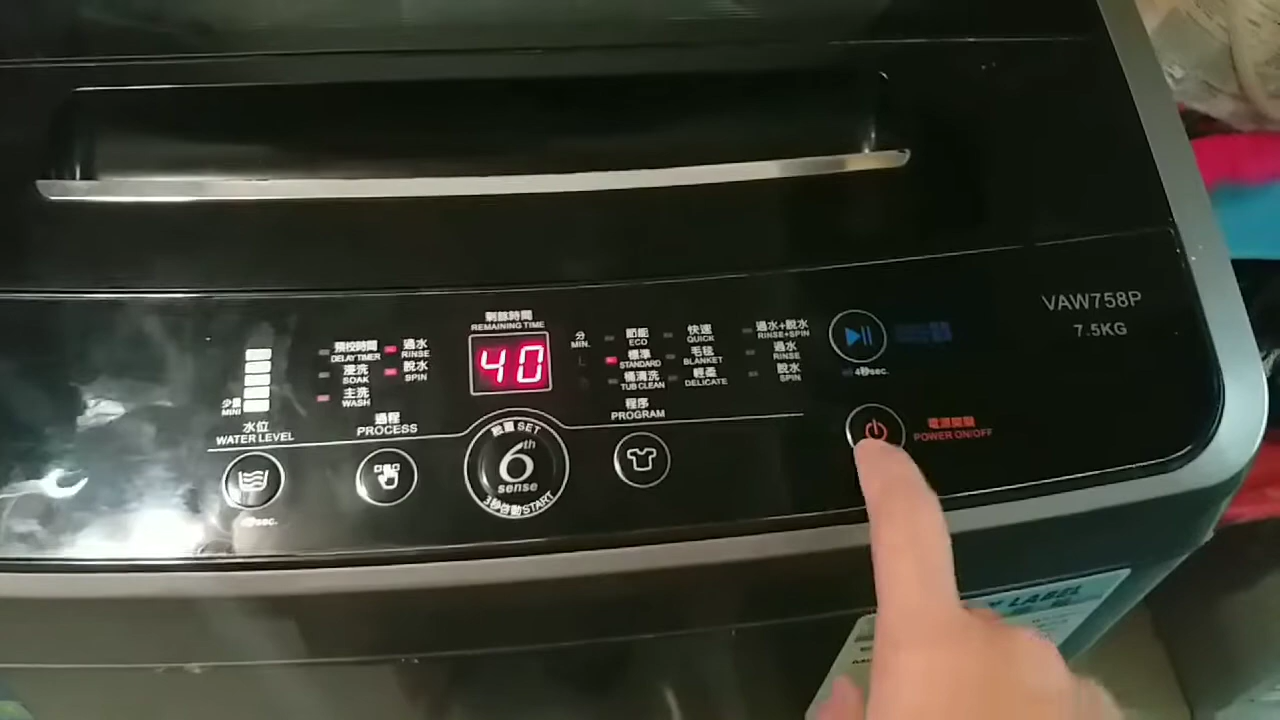 剩餘時間
REMAINING TIME
40
分
MIN.
少量
MINI
水位
WATER LEVEL
預校時間
DELAY TIMER
浸洗
SOAK
主洗
WASH
過水
RINSE
脫水
SPIN
過程
PROCESS
設置 SET
6th
sense
3秒啟動START
節能
ECO
標準
STANDARD
桶清洗
TUB CLEAN
快速
QUICK
毛毯
BLANKET
輕柔
DELICATE
過水+脫水
RINSE+SPIN
過水
RINSE
脫水
SPIN
程序
PROGRAM
4秒sec.
電源開關
POWER ON/OFF
VAW758P
7.5KG
LABEL